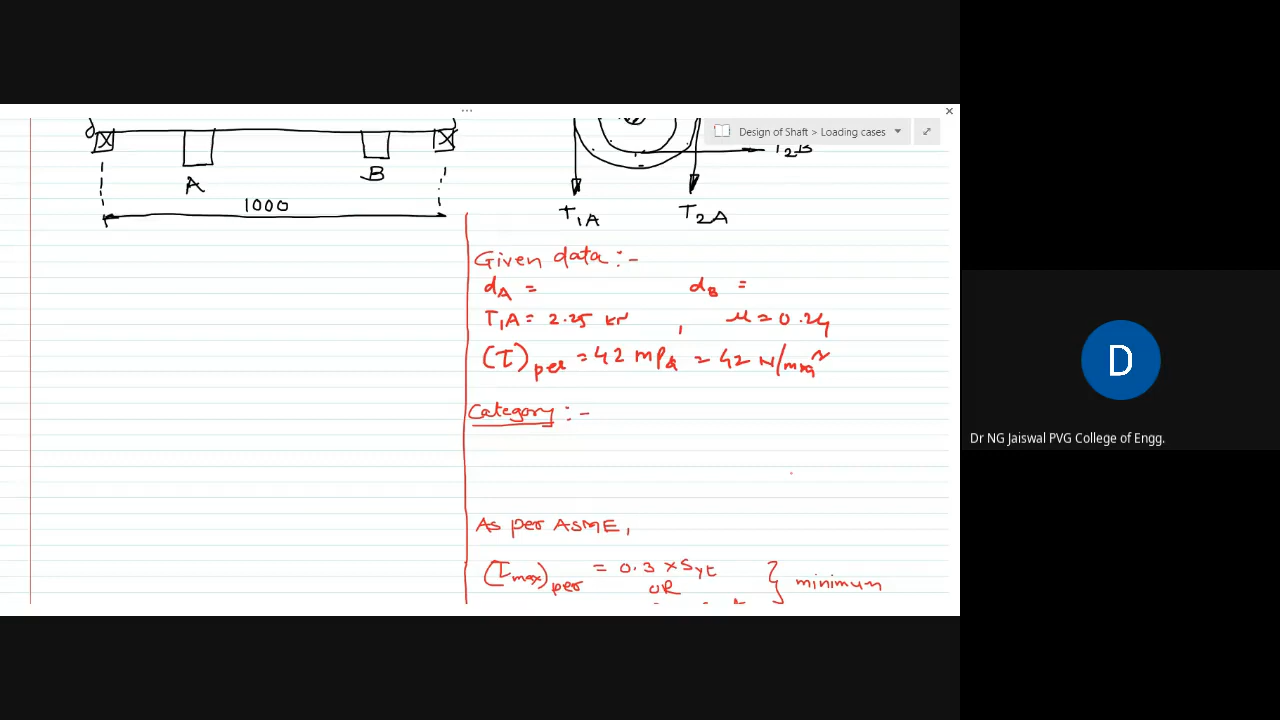 Design of Shaft > Loading cases
T2B
A
B
1000
T1A
T2A
Given data :-
dA =
dB =
T1A = 2.25 kN , μ = 0.24
(τ)per = 42 MPa = 42 N/mm²
Category :-
As per ASME,
(τmax)per = 0.3 × Syt
OR
} minimum
D
Dr NG Jaiswal PVG College of Engg.